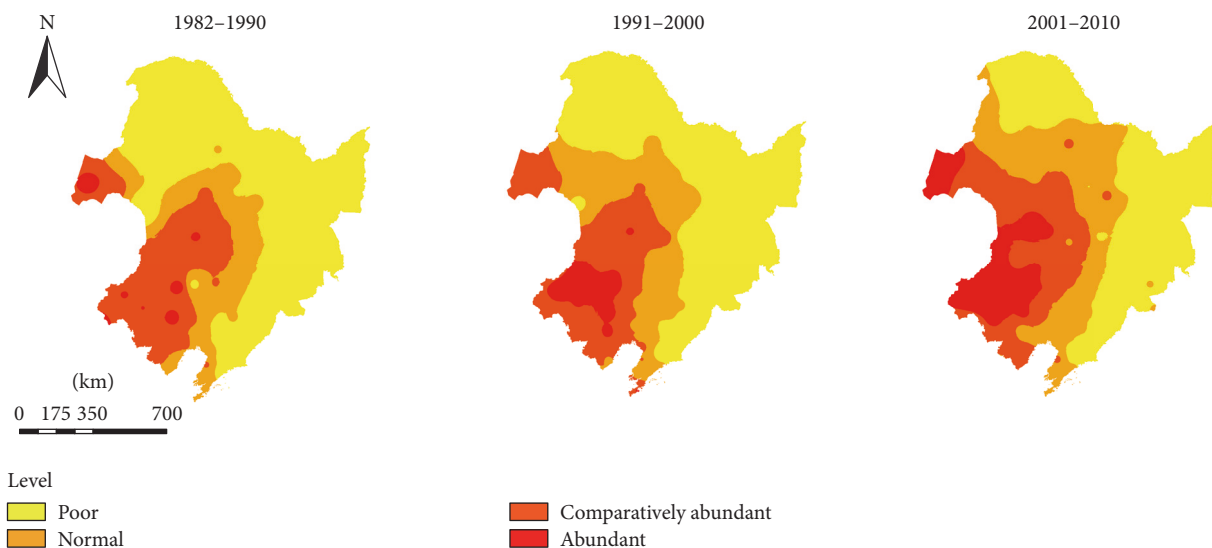 N
1982–1990
1991–2000
2001–2010
(km)
0 175 350 700
Level
Poor
Normal
Comparatively abundant
Abundant